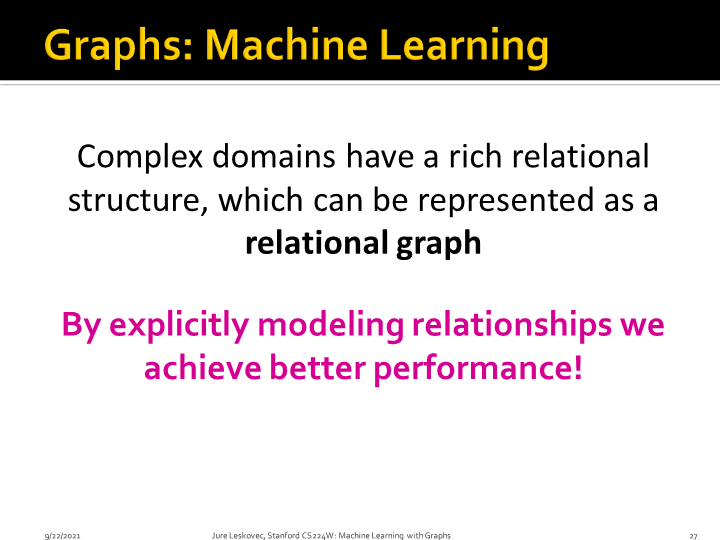 Graphs: Machine Learning
Complex domains have a rich relational
structure, which can be represented as a
relational graph
By explicitly modeling relationships we
achieve better performance!
9/22/2021
Jure Leskovec, Stanford CS224W: Machine Learning with Graphs
27